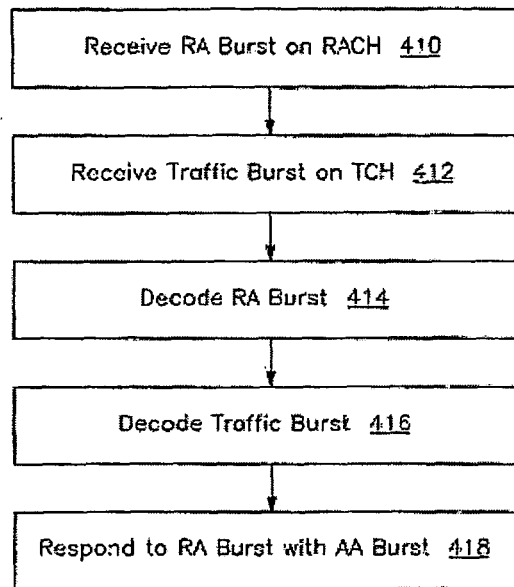 Receive RA Burst on RACH 410
Receive Traffic Burst on TCH 412
Decode RA Burst 414
Decode Traffic Burst 416
Respond to RA Burst with AA Burst 418